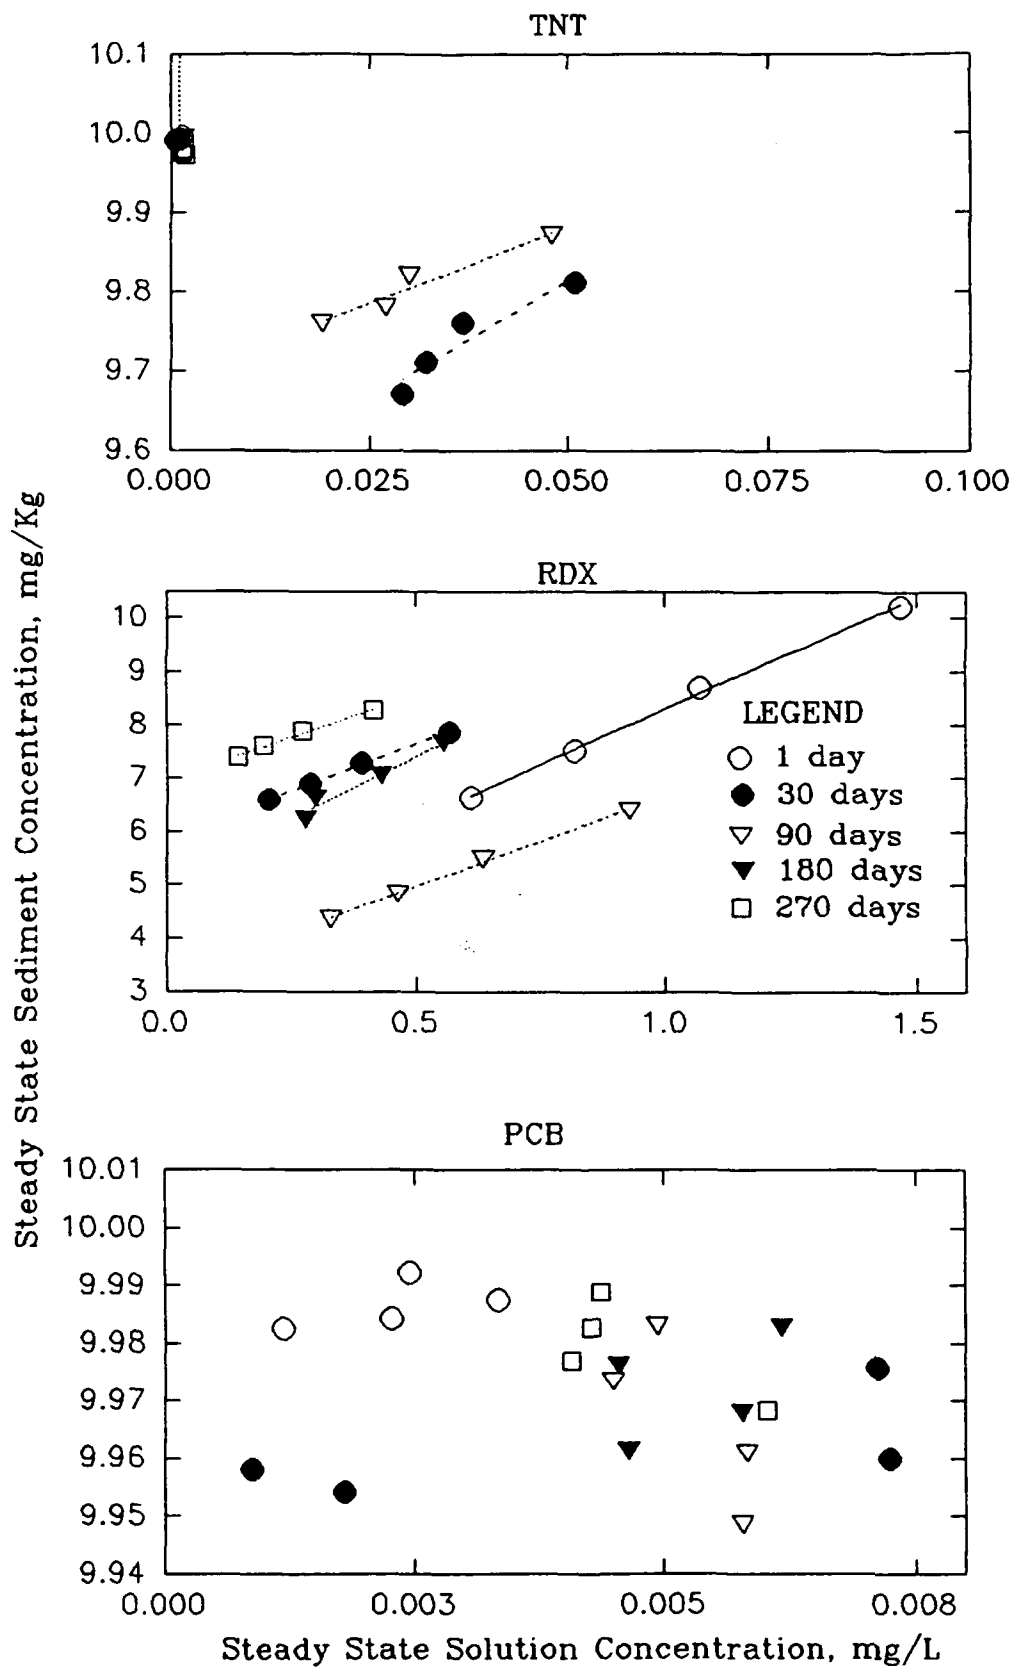 TNT
10.1
10.0
9.9
9.8
9.7
9.6
0.000 0.025 0.050 0.075 0.100
Steady State Sediment Concentration, mg/Kg
RDX
10
9
8
7
6
5
4
3
LEGEND
1 day
30 days
90 days
180 days
270 days
0.0 0.5 1.0 1.5
PCB
10.01
10.00
9.99
9.98
9.97
9.96
9.95
9.94
0.000 0.003 0.005 0.008
Steady State Solution Concentration, mg/L